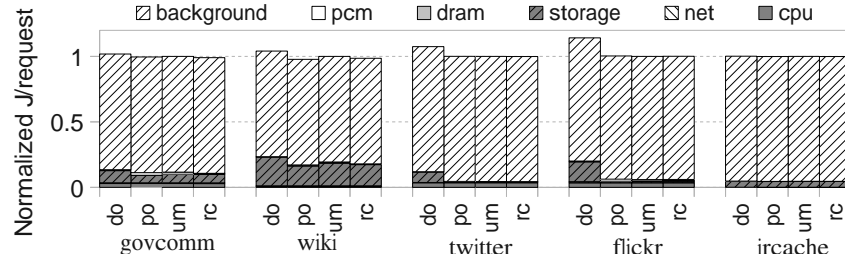 background pcm dram storage net cpu
Normalized J/request
1
0.5
0
do po um rc do po um rc do po um rc do po um rc do po um rc
govcomm wiki twitter flickr ircache